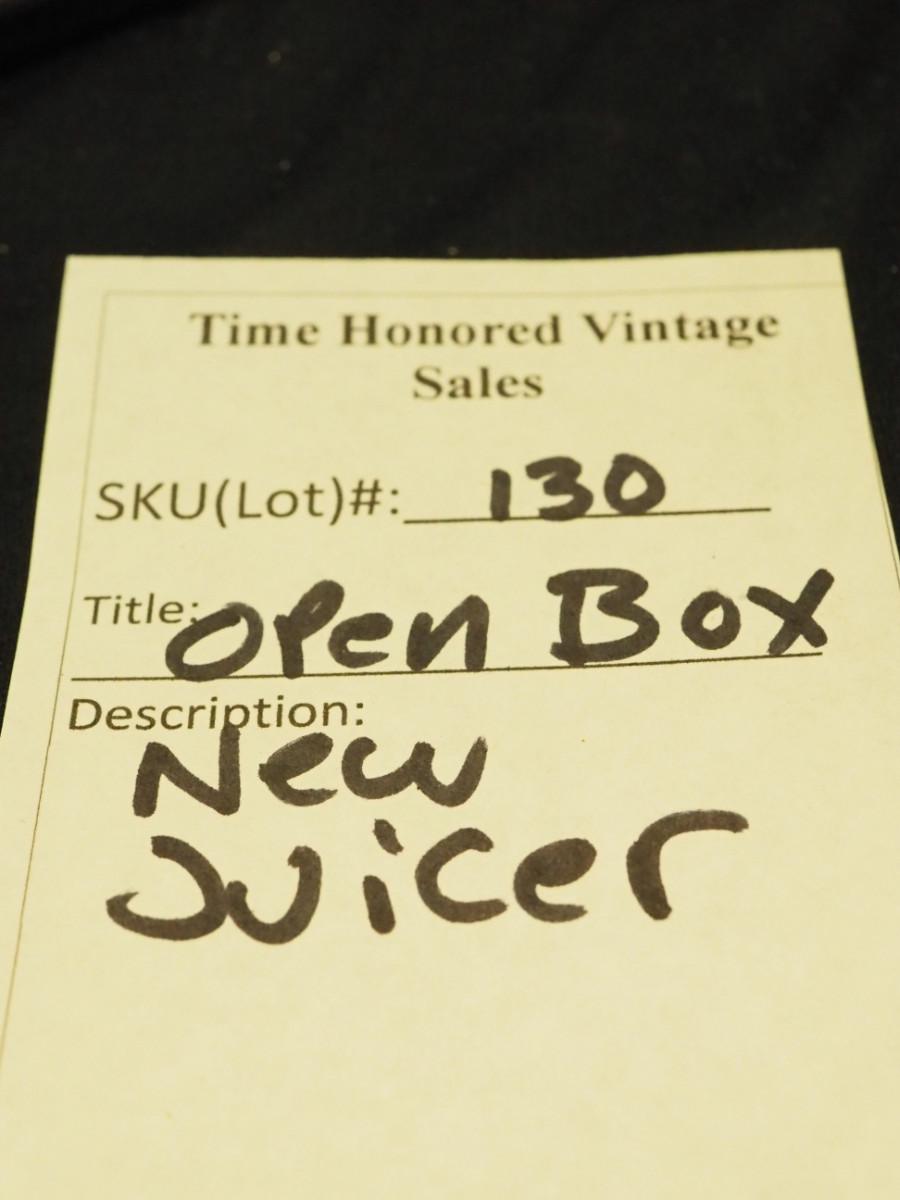 Time Honored Vintage
Sales
SKU(Lot)#: 130
Title: Open Box
Description:
New
Juicer